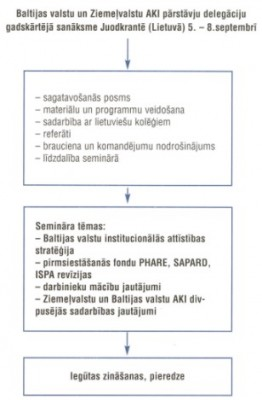 Baltijas valstu un Ziemeļvalstu AKI pārstāvju delegāciju
gadskārtējā sanāksme Juodkrantē (Lietuvā) 5. – 8.septembrī
– sagatavošanās posms
– materiālu un programmu veidošana
– sadarbība ar lietuviešu kolēģiem
– referāti
– brauciena un komandējumu nodrošinājums
– līdzdalība seminārā
Semināra tēmas:
– Baltijas valstu institucionālās attīstības
stratēģija
– pirmsiestāšanās fondu PHARE, SAPARD,
ISPA revīzijas
– darbinieku mācību jautājumi
– Ziemeļvalstu un Baltijas valstu AKI div-
pusējās sadarbības jautājumi
Iegūtas zināšanas, pieredze